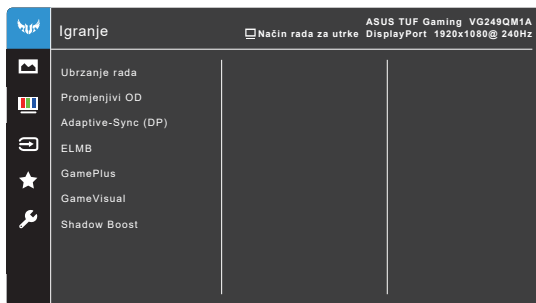 Igranje
ASUS TUF Gaming VG249QM1A
Način rada za utrke DisplayPort 1920x1080@ 240Hz
Ubrzanje rada
Promjenjivi OD
Adaptive-Sync (DP)
ELMB
GamePlus
GameVisual
Shadow Boost